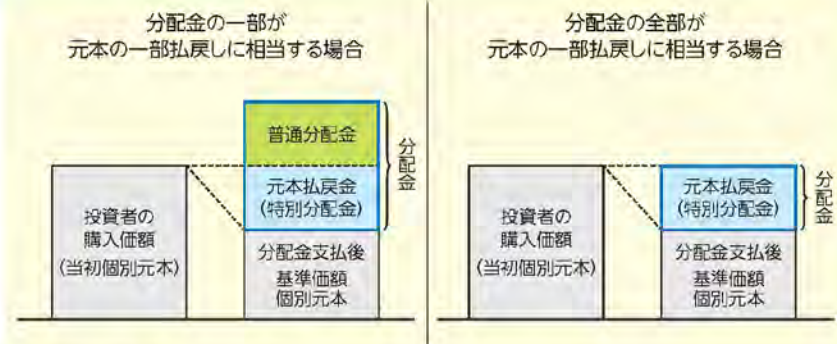 分配金の一部が
元本の一部払戻しに相当する場合
普通分配金
元本払戻金
(特別分配金)
分配金
投資者の
購入価額
(当初個別元本)
分配金支払後
基準価額
個別元本
分配金の全部が
元本の一部払戻しに相当する場合
元本払戻金
(特別分配金)
分配金
投資者の
購入価額
(当初個別元本)
分配金支払後
基準価額
個別元本